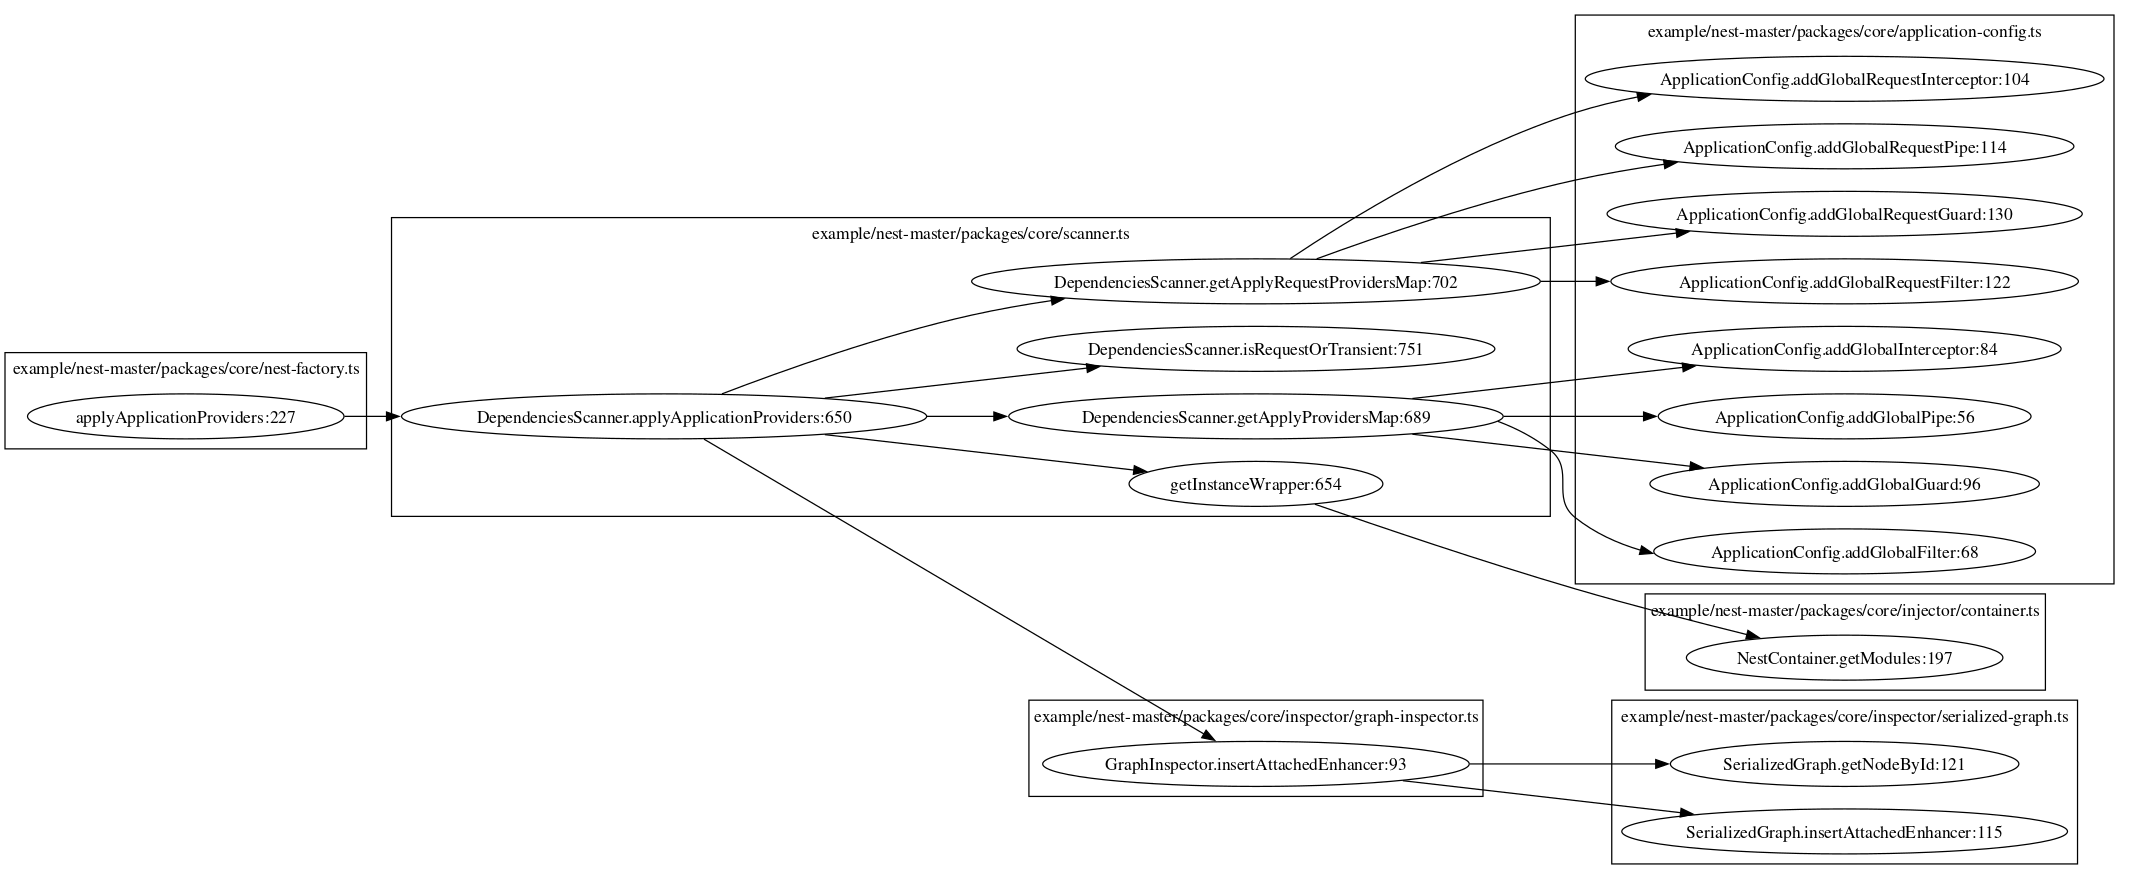 example/nest-master/packages/core/nest-factory.ts
applyApplicationProviders:227
example/nest-master/packages/core/scanner.ts
DependenciesScanner.getApplyRequestProvidersMap:702
DependenciesScanner.isRequestOrTransient:751
DependenciesScanner.applyApplicationProviders:650
DependenciesScanner.getApplyProvidersMap:689
getInstanceWrapper:654
example/nest-master/packages/core/application-config.ts
ApplicationConfig.addGlobalRequestInterceptor:104
ApplicationConfig.addGlobalRequestPipe:114
ApplicationConfig.addGlobalRequestGuard:130
ApplicationConfig.addGlobalRequestFilter:122
ApplicationConfig.addGlobalInterceptor:84
ApplicationConfig.addGlobalPipe:56
ApplicationConfig.addGlobalGuard:96
ApplicationConfig.addGlobalFilter:68
example/nest-master/packages/core/injector/container.ts
NestContainer.getModules:197
example/nest-master/packages/core/inspector/graph-inspector.ts
GraphInspector.insertAttachedEnhancer:93
example/nest-master/packages/core/inspector/serialized-graph.ts
SerializedGraph.getNodeById:121
SerializedGraph.insertAttachedEnhancer:115